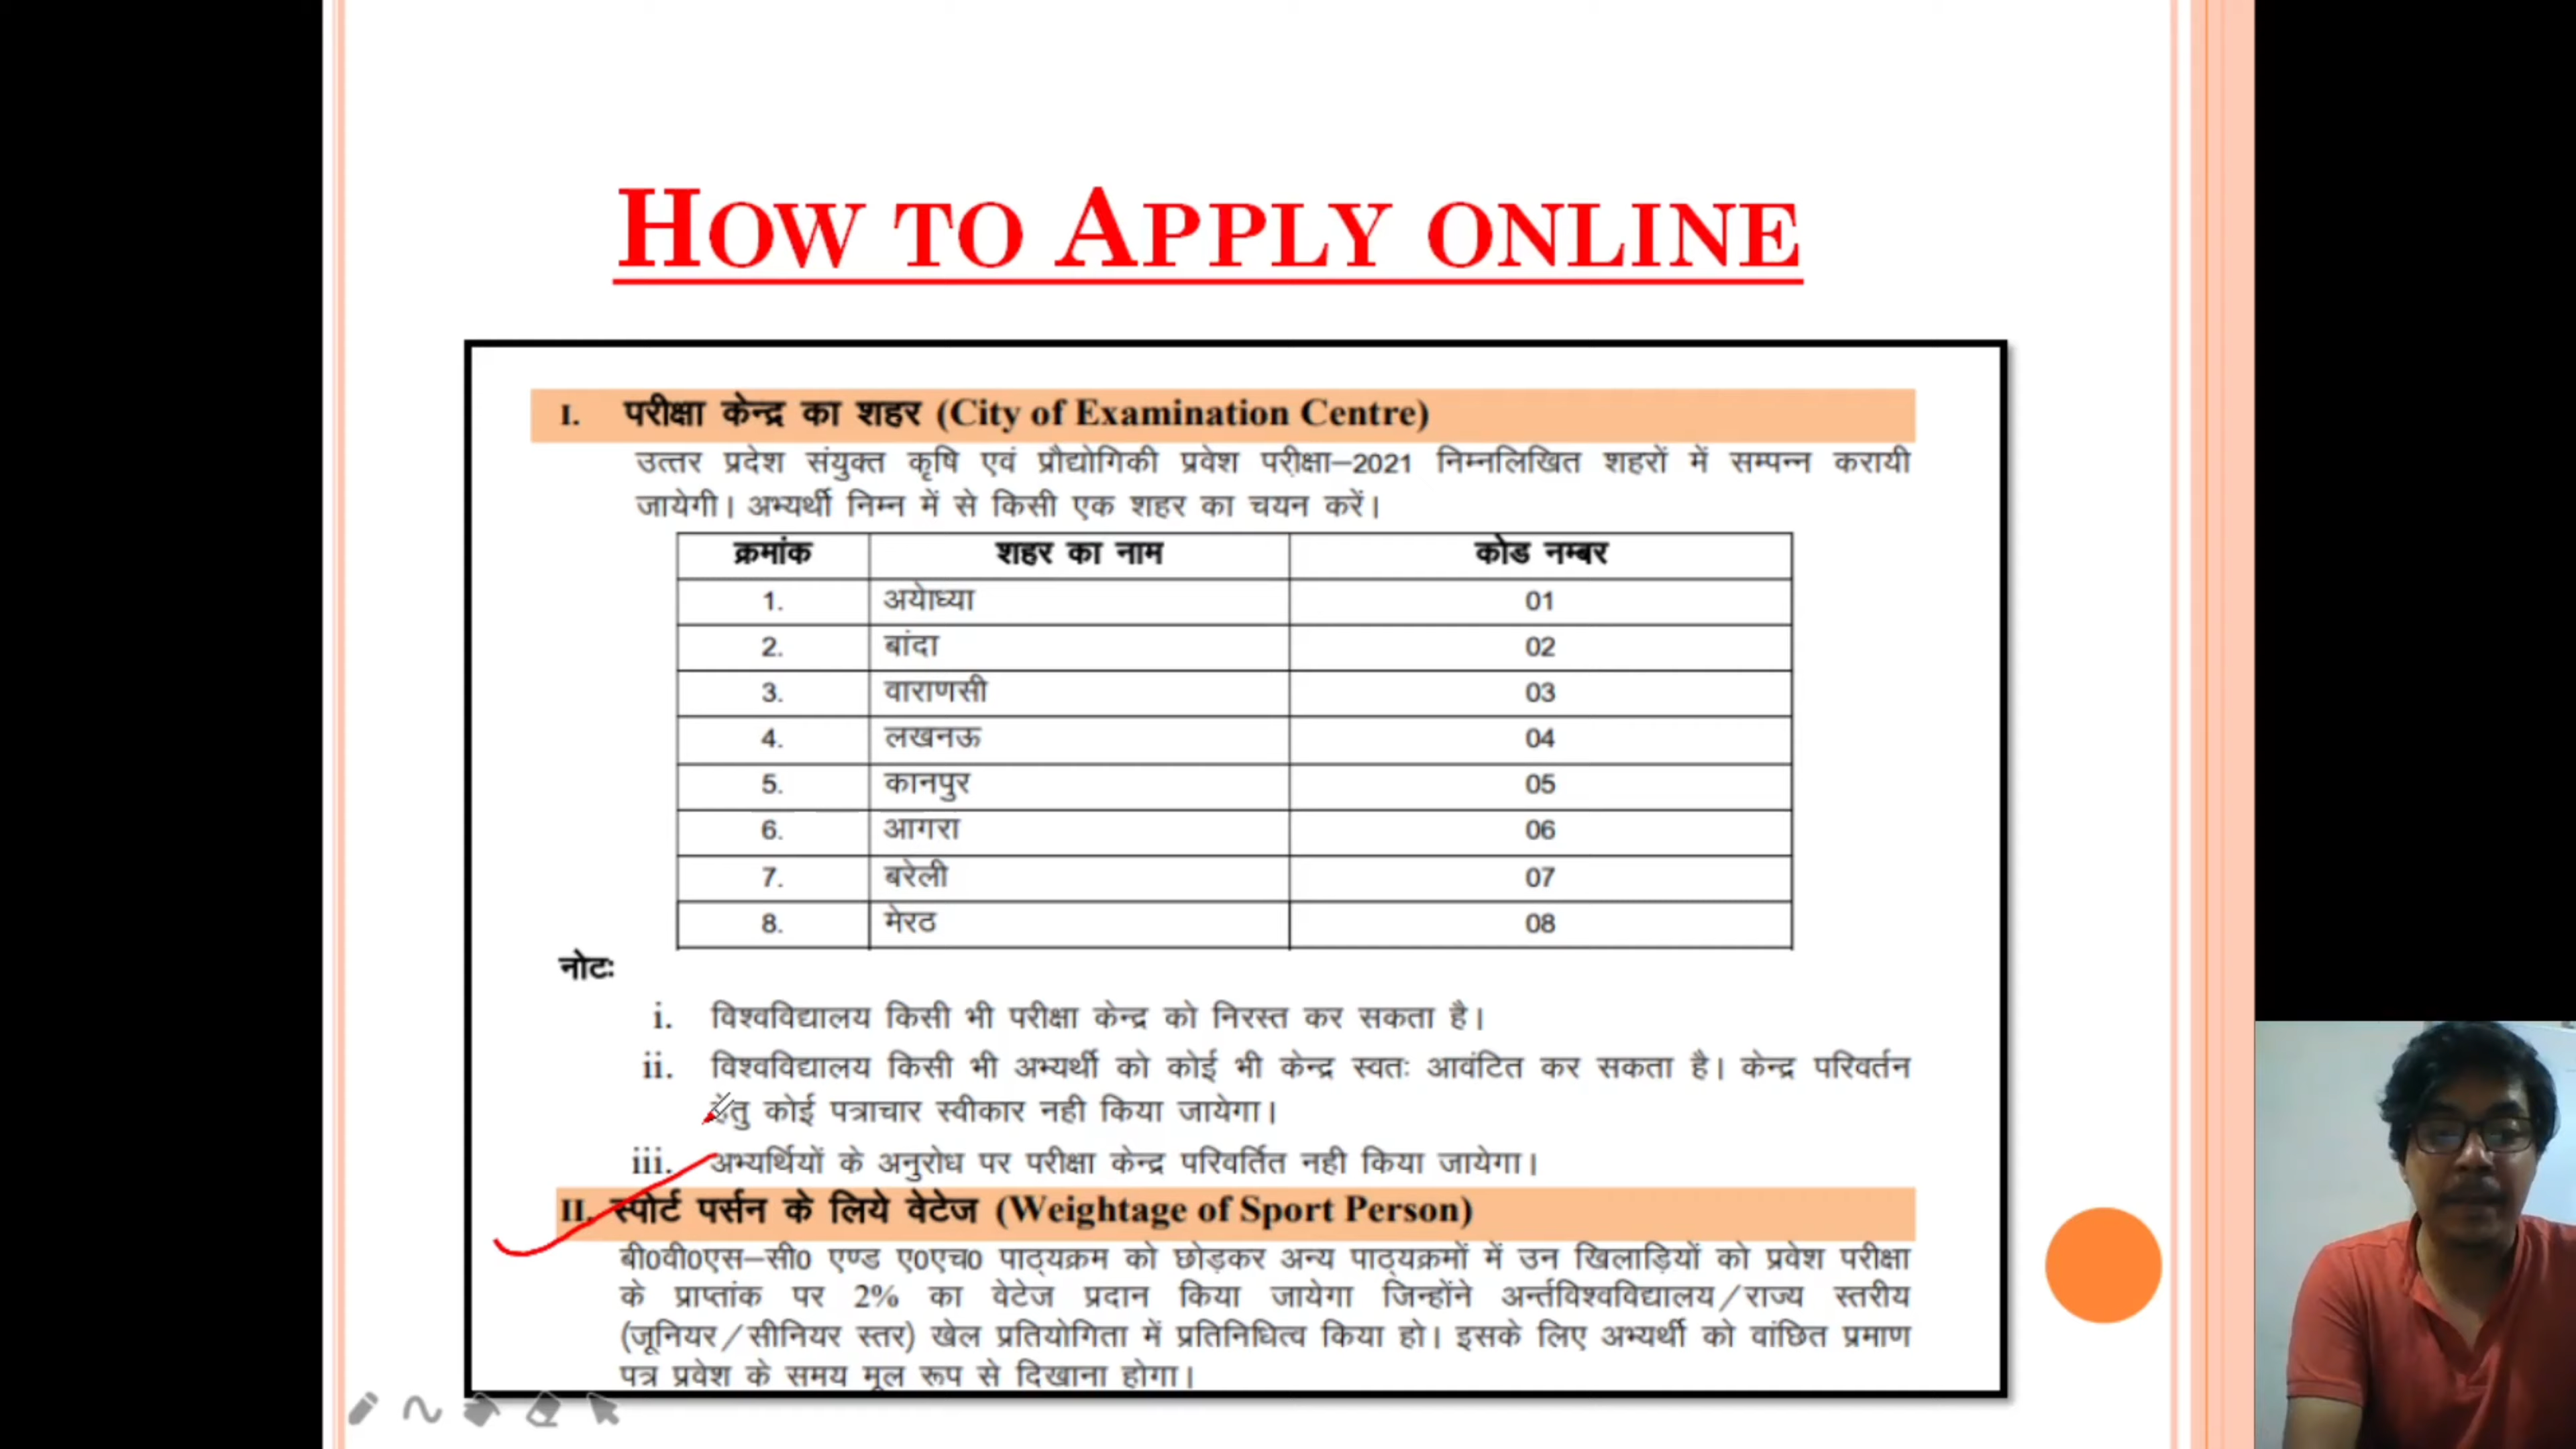 HOW TO APPLY ONLINE
I. परीक्षा केन्द्र का शहर (City of Examination Centre)
उत्तर प्रदेश संयुक्त कृषि एवं प्रौद्योगिकी प्रवेश परीक्षा–2021 निम्नलिखित शहरों में सम्पन्न करायी
जायेगी। अभ्यर्थी निम्न में से किसी एक शहर का चयन करें।
क्रमांक शहर का नाम कोड नम्बर
1. अयोध्या 01
2. बांदा 02
3. वाराणसी 03
4. लखनऊ 04
5. कानपुर 05
6. आगरा 06
7. बरेली 07
8. मेरठ 08
नोटः
i. विश्वविद्यालय किसी भी परीक्षा केन्द्र को निरस्त कर सकता है।
ii. विश्वविद्यालय किसी भी अभ्यर्थी को कोई भी केन्द्र स्वतः आवंटित कर सकता है। केन्द्र परिवर्तन
हेतु कोई पत्राचार स्वीकार नही किया जायेगा।
iii. अभ्यर्थियों के अनुरोध पर परीक्षा केन्द्र परिवर्तित नही किया जायेगा।
II. स्पोर्ट पर्सन के लिये वेटेज (Weightage of Sport Person)
बी0वी0एस–सी0 एण्ड ए0एच0 पाठ्यक्रम को छोड़कर अन्य पाठ्यक्रमों में उन खिलाड़ियों को प्रवेश परीक्षा
के प्राप्तांक पर 2% का वेटेज प्रदान किया जायेगा जिन्होंने अर्न्तविश्वविद्यालय/राज्य स्तरीय
(जूनियर/सीनियर स्तर) खेल प्रतियोगिता में प्रतिनिधित्व किया हो। इसके लिए अभ्यर्थी को वांछित प्रमाण
पत्र प्रवेश के समय मूल रूप से दिखाना होगा।